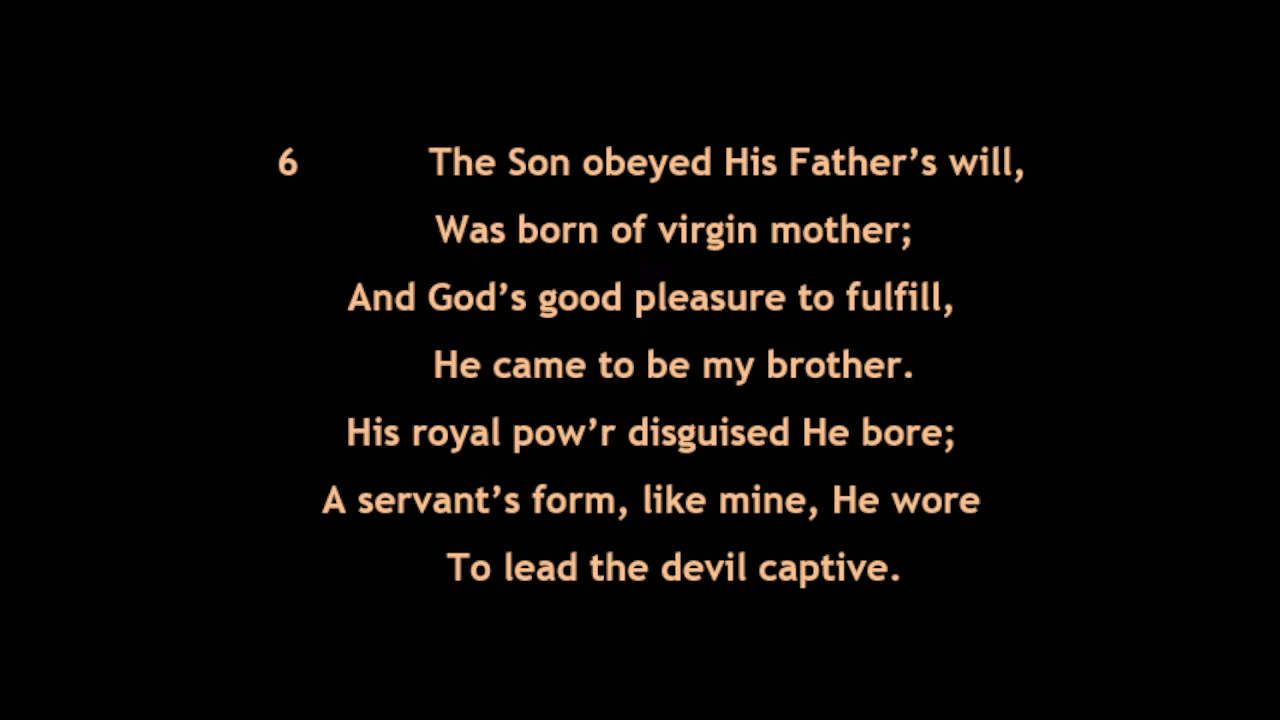 6 The Son obeyed His Father’s will,
Was born of virgin mother;
And God’s good pleasure to fulfill,
He came to be my brother.
His royal pow’r disguised He bore;
A servant’s form, like mine, He wore
To lead the devil captive.